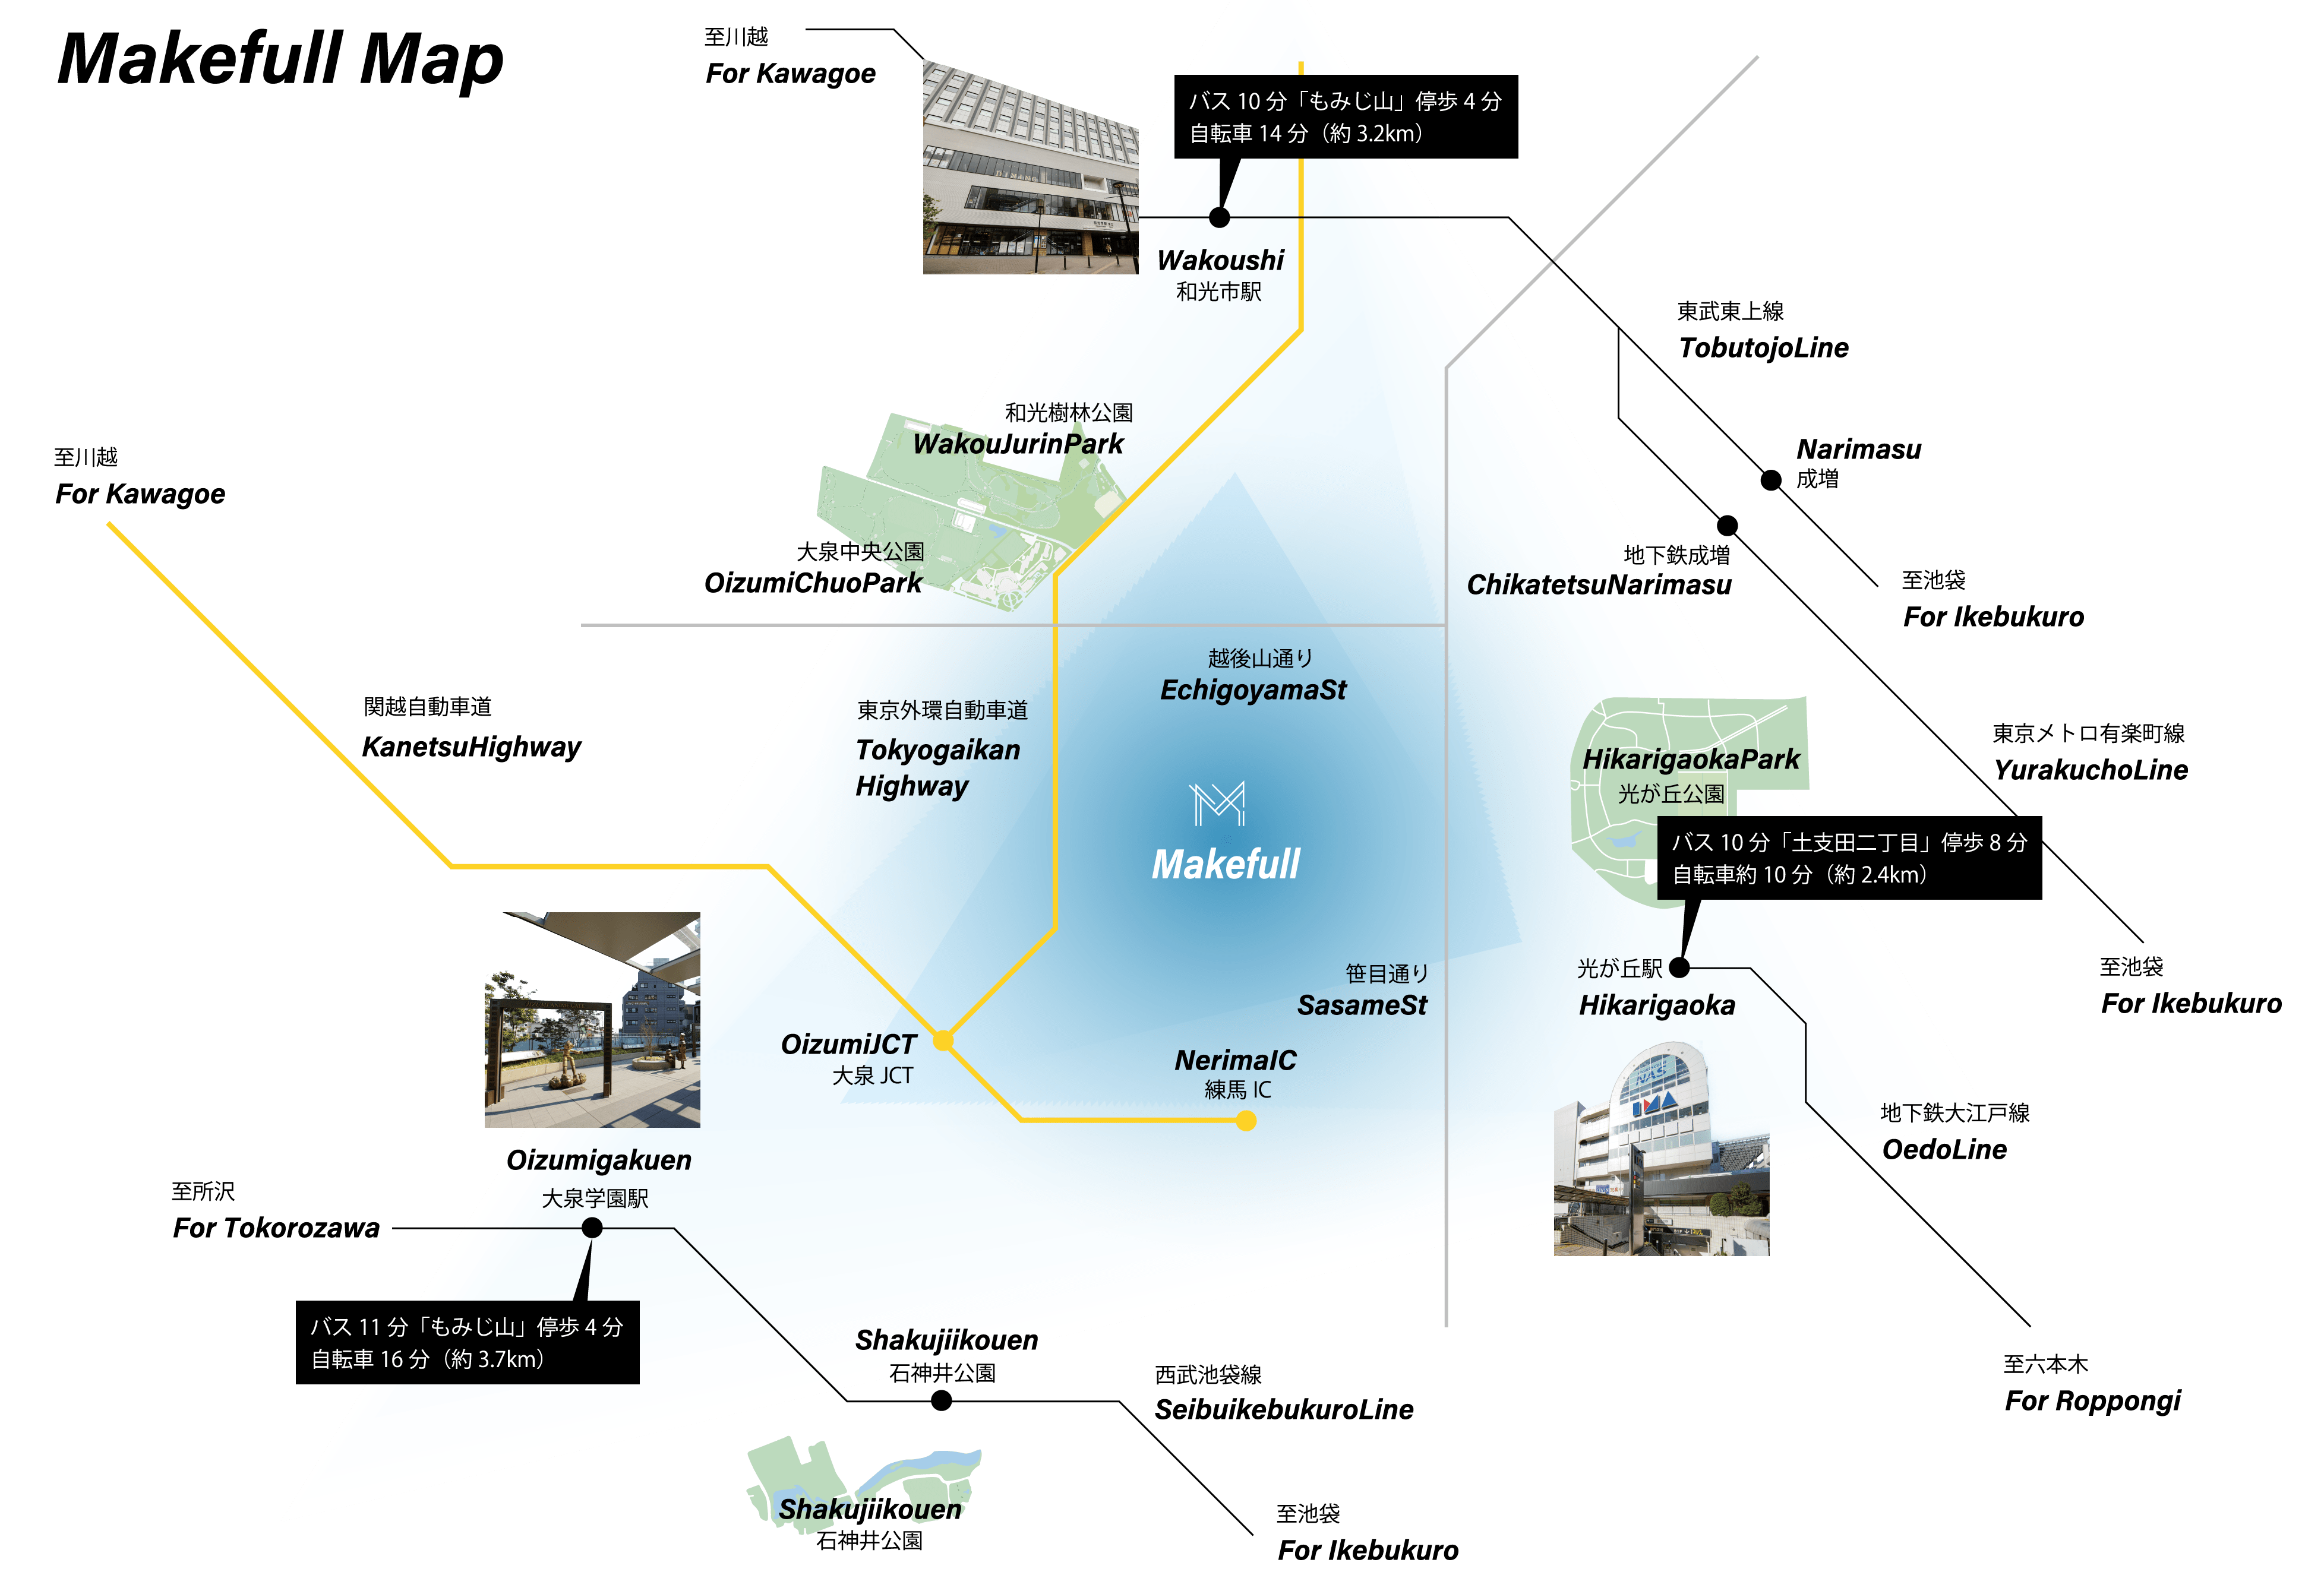 Makefull Map
至川越
For Kawagoe
バス 10 分「もみじ山」停歩 4 分
自転車 14 分（約 3.2km）
Wakoushi
和光市駅
東武東上線
TobutojoLine
和光樹林公園
WakouJurinPark
Narimasu
成増
至川越
For Kawagoe
大泉中央公園
OizumiChuoPark
地下鉄成増
ChikatetsuNarimasu
至池袋
For Ikebukuro
越後山通り
EchigoyamaSt
関越自動車道
KanetsuHighway
東京外環自動車道
Tokyogaikan
Highway
東京メトロ有楽町線
YurakuchoLine
HikarigaokaPark
光が丘公園
Makefull
バス 10 分「土支田二丁目」停歩 8 分
自転車約 10 分（約 2.4km）
笹目通り
SasameSt
光が丘駅
Hikarigaoka
至池袋
For Ikebukuro
OizumiJCT
大泉 JCT
NerimaIC
練馬 IC
NAS
IMA
地下鉄大江戸線
OedoLine
Oizumigakuen
大泉学園駅
至所沢
For Tokorozawa
バス 11 分「もみじ山」停歩 4 分
自転車 16 分（約 3.7km）
Shakujiikouen
石神井公園
西武池袋線
SeibuikebukuroLine
至六本木
For Roppongi
Shakujiikouen
石神井公園
至池袋
For Ikebukuro